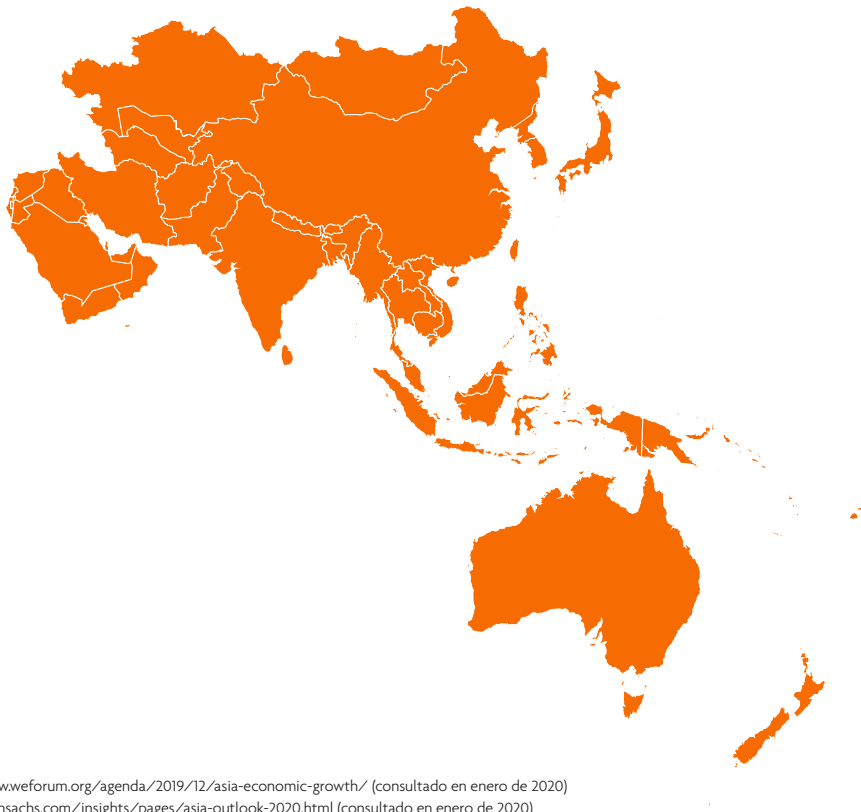 w.weforum.org/agenda/2019/12/asia-economic-growth/ (consultado en enero de 2020)
nsachs.com/insights/pages/asia-outlook-2020.html (consultado en enero de 2020)